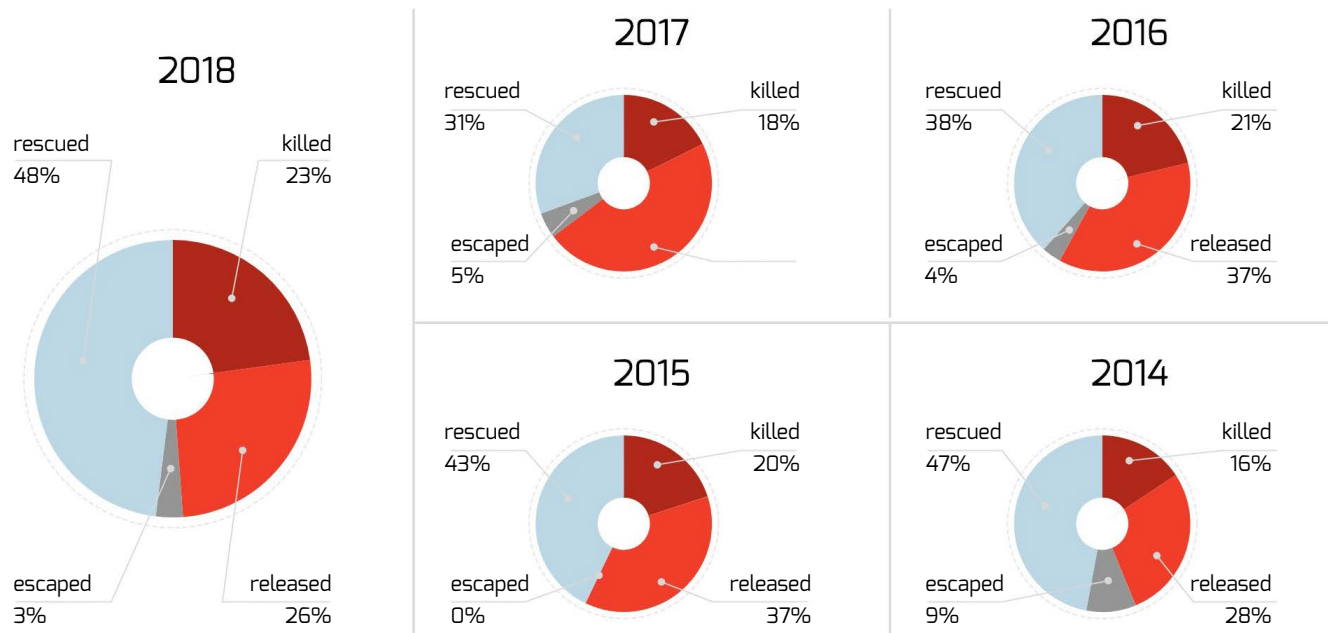 2018
rescued
48%
killed
23%
escaped
3%
released
26%
2017
rescued
31%
killed
18%
escaped
5%
2016
rescued
38%
killed
21%
escaped
4%
released
37%
2015
rescued
43%
killed
20%
escaped
0%
released
37%
2014
rescued
47%
killed
16%
escaped
9%
released
28%